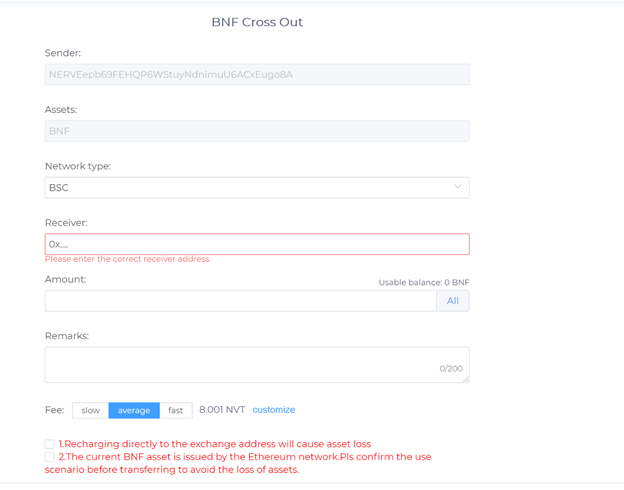 BNF Cross Out
Sender:
NERVEepb69FEHQP6WStuyNdnimuU6ACxEugo8A
Assets:
BNF
Network type:
BSC
Receiver:
0x....
Please enter the correct receiver address
Amount:
Usable balance: 0 BNF
All
Remarks:
0/200
Fee: slow average fast 8.001 NVT customize
1.Recharging directly to the exchange address will cause asset loss
2.The current BNF asset is issued by the Ethereum network.Pls confirm the use
scenario before transferring to avoid the loss of assets.